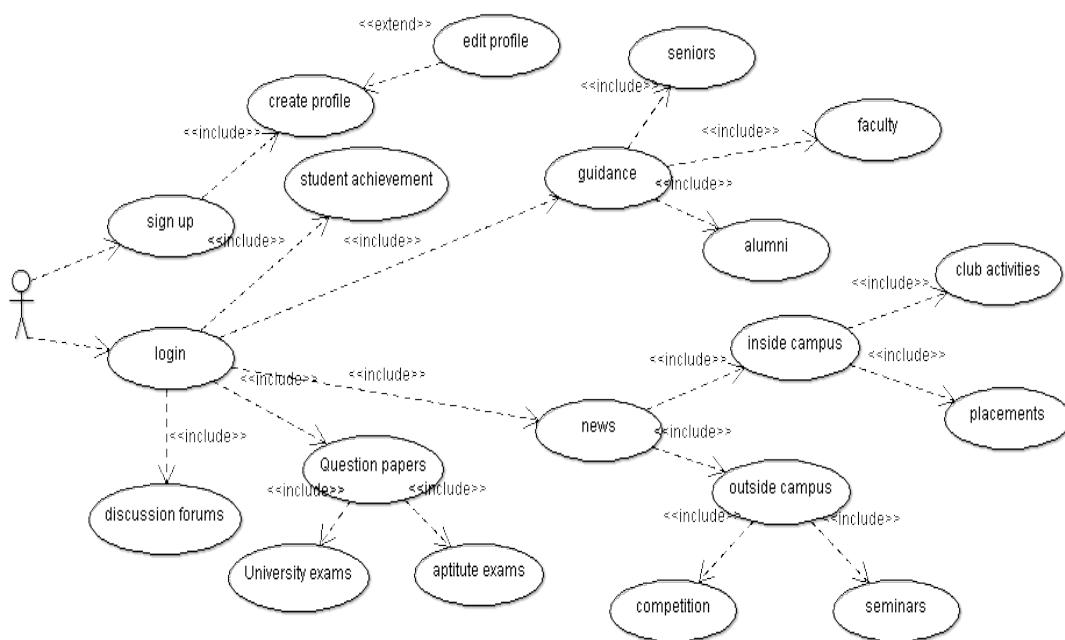 <<extend>>
edit profile
seniors
<<include>>
create profile
<<include>>
<<include>>
faculty
student achievement
guidance
<<include>>
sign up
<<include>>
<<include>>
alumni
club activities
<<include>>
login
inside campus
<<include>>
<<include>>
<<include>>
<<include>>
placements
news
<<include>>
<<include>>
Question papers
<<include>>
<<include>>
outside campus
discussion forums
<<include>>
<<include>>
University exams
aptitute exams
competition
seminars